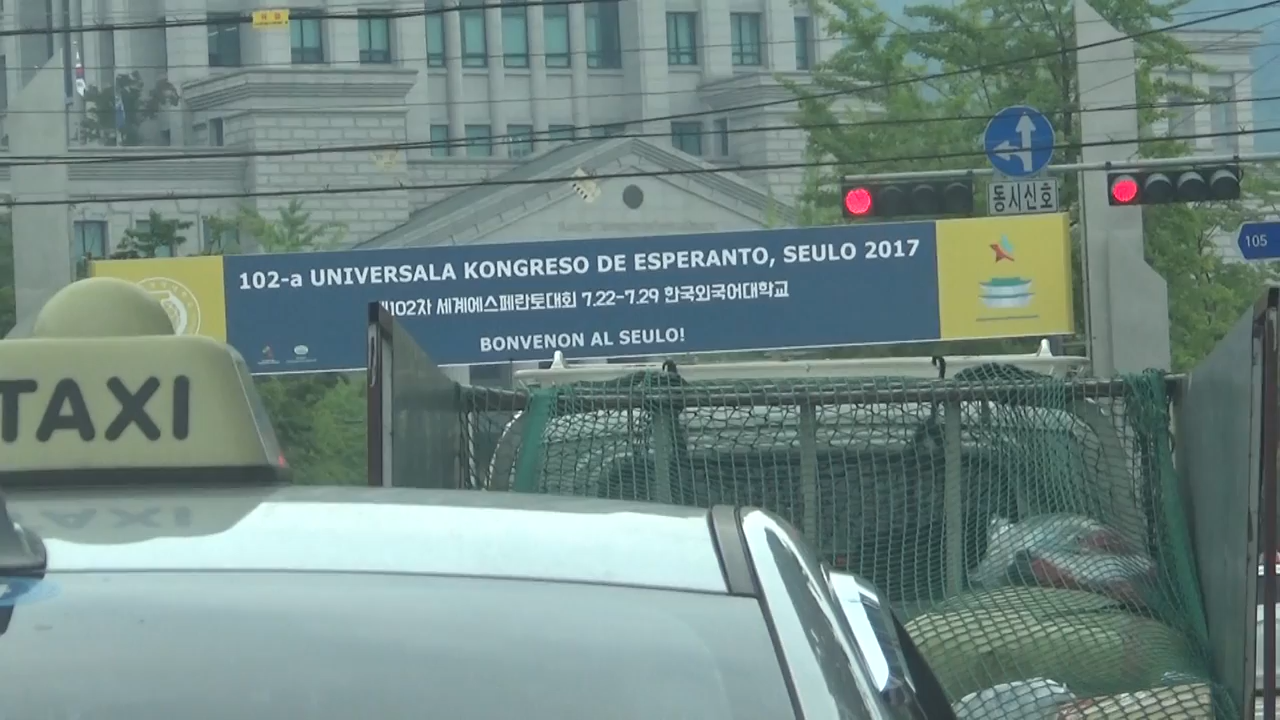 동시신호
105
102-a UNIVERSALA KONGRESO DE ESPERANTO, SEULO 2017
제102차 세계에스페란토대회 7.22-7.29 한국외국어대학교
BONVENON AL SEULO!
TAXI